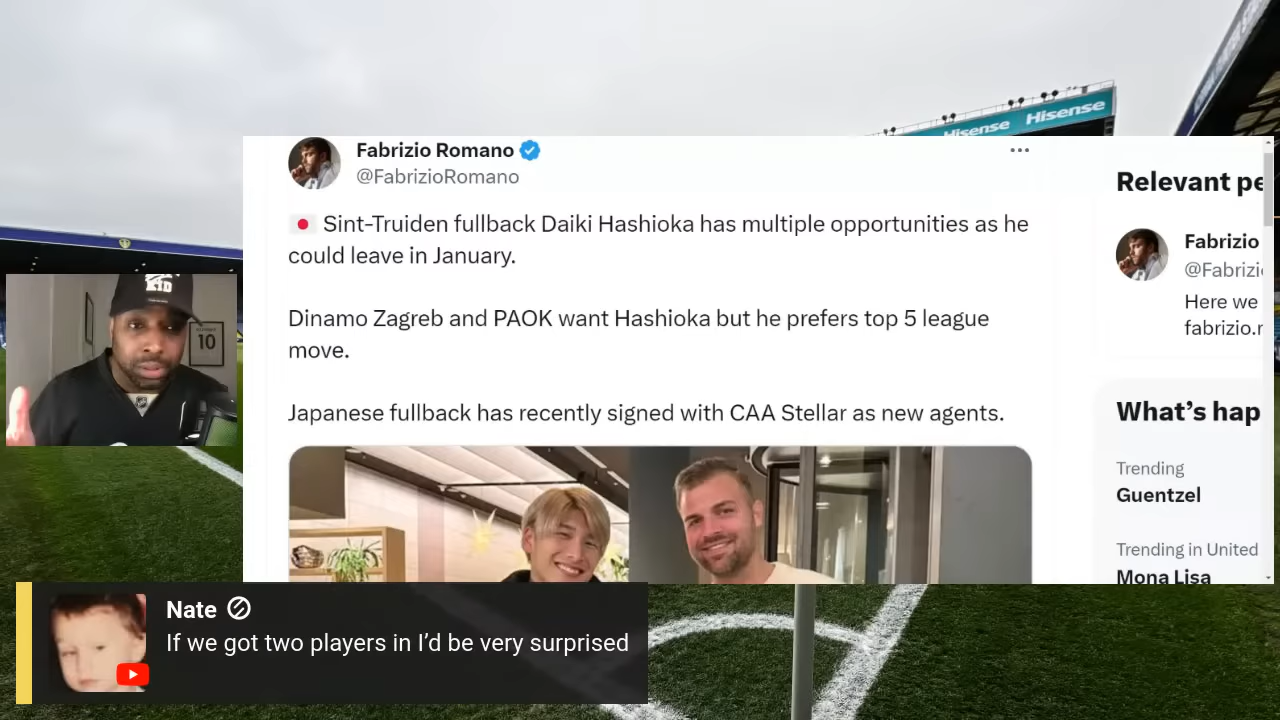 Hisense Hisense
Fabrizio Romano
@FabrizioRomano
🇯🇵 Sint-Truiden fullback Daiki Hashioka has multiple opportunities as he
could leave in January.
Dinamo Zagreb and PAOK want Hashioka but he prefers top 5 league
move.
Japanese fullback has recently signed with CAA Stellar as new agents.
Relevant pe
Fabrizio
@Fabrizi
Here we
fabrizio.r
What’s hap
Trending
Guentzel
Trending in United
Mona Lisa
KID
10
Nate
If we got two players in I’d be very surprised